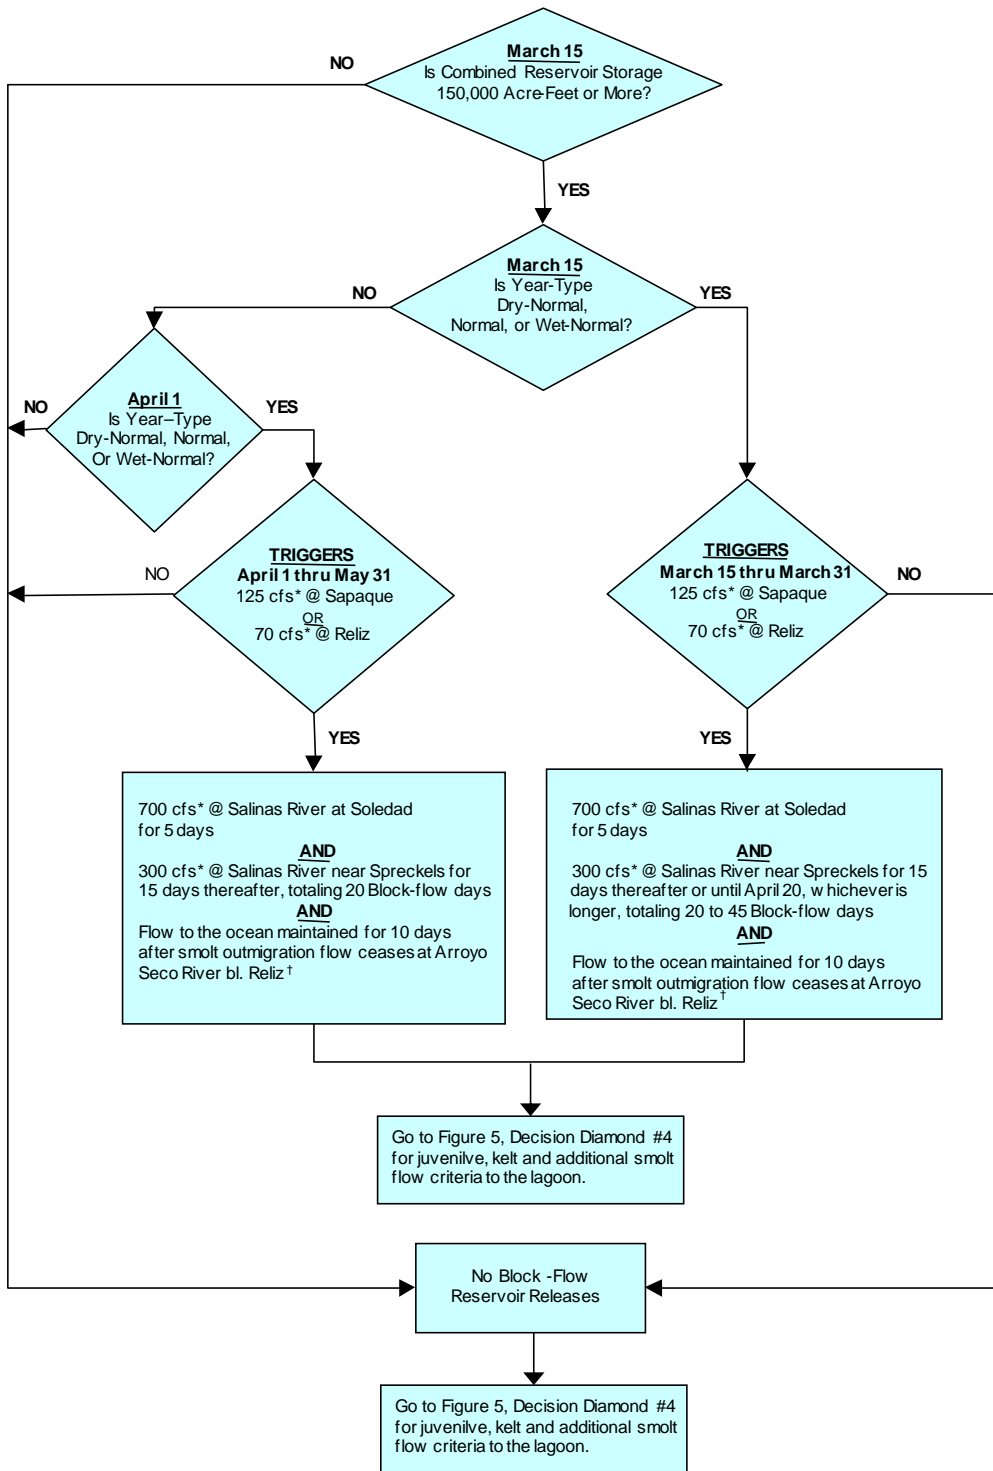 March 15
Is Combined Reservoir Storage
150,000 Acre-Feet or More?
NO
YES
March 15
Is Year-Type
Dry-Normal,
Normal, or Wet-Normal?
NO
YES
April 1
Is Year–Type
Dry-Normal, Normal,
Or Wet-Normal?
NO
YES
TRIGGERS
April 1 thru May 31
125 cfs* @ Sapaque
OR
70 cfs* @ Reliz
NO
YES
TRIGGERS
March 15 thru March 31
125 cfs* @ Sapaque
OR
70 cfs* @ Reliz
NO
YES
700 cfs* @ Salinas River at Soledad
for 5 days
AND
300 cfs* @ Salinas River near Spreckels for
15 days thereafter, totaling 20 Block-flow days
AND
Flow to the ocean maintained for 10 days
after smolt outmigration flow ceases at Arroyo
Seco River bl. Reliz†
700 cfs* @ Salinas River at Soledad
for 5 days
AND
300 cfs* @ Salinas River near Spreckels for 15
days thereafter or until April 20, w hichever is
longer, totaling 20 to 45 Block-flow days
AND
Flow to the ocean maintained for 10 days
after smolt outmigration flow ceases at Arroyo
Seco River bl. Reliz†
Go to Figure 5, Decision Diamond #4
for juvenilve, kelt and additional smolt
flow criteria to the lagoon.
No Block -Flow
Reservoir Releases
Go to Figure 5, Decision Diamond #4
for juvenilve, kelt and additional smolt
flow criteria to the lagoon.